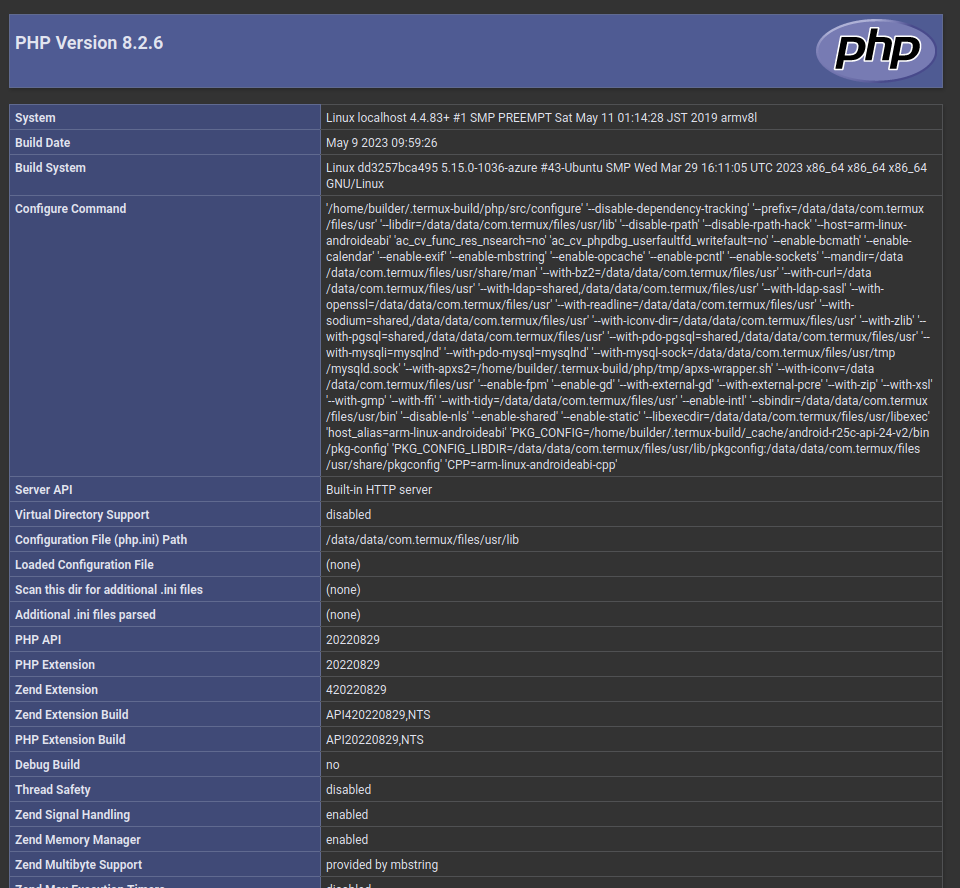 PHP Version 8.2.6
php
System
Linux localhost 4.4.83+ #1 SMP PREEMPT Sat May 11 01:14:28 JST 2019 armv8l
Build Date
May 9 2023 09:59:26
Build System
Linux dd3257bca495 5.15.0-1036-azure #43-Ubuntu SMP Wed Mar 29 16:11:05 UTC 2023 x86_64 x86_64 x86_64
GNU/Linux
Configure Command
'/home/builder/.termux-build/php/src/configure' '--disable-dependency-tracking' '--prefix=/data/data/com.termux
/files/usr' '--libdir=/data/data/com.termux/files/usr/lib' '--disable-rpath' '--disable-rpath-hack' '--host=arm-linux-
androideabi' 'ac_cv_func_res_nsearch=no' 'ac_cv_phpdbg_userfaultfd_writefault=no' '--enable-bcmath' '--enable-
calendar' '--enable-exif' '--enable-mbstring' '--enable-opcache' '--enable-pcntl' '--enable-sockets' '--mandir=/data
/data/com.termux/files/usr/share/man' '--with-bz2=/data/data/com.termux/files/usr' '--with-curl=/data
/data/com.termux/files/usr' '--with-ldap=shared,/data/data/com.termux/files/usr' '--with-ldap-sasl' '--with-
openssl=/data/data/com.termux/files/usr' '--with-readline=/data/data/com.termux/files/usr' '--with-
sodium=shared,/data/data/com.termux/files/usr' '--with-iconv-dir=/data/data/com.termux/files/usr' '--with-zlib' '--
with-pgsql=shared,/data/data/com.termux/files/usr' '--with-pdo-pgsql=shared,/data/data/com.termux/files/usr' '--
with-mysqli=mysqlnd' '--with-pdo-mysql=mysqlnd' '--with-mysql-sock=/data/data/com.termux/files/usr/tmp
/mysqld.sock' '--with-apxs2=/home/builder/.termux-build/php/tmp/apxs-wrapper.sh' '--with-iconv=/data
/data/com.termux/files/usr' '--enable-fpm' '--enable-gd' '--with-external-gd' '--with-external-pcre' '--with-zip' '--with-xsl'
'--with-gmp' '--with-ffi' '--with-tidy=/data/data/com.termux/files/usr' '--enable-intl' '--sbindir=/data/data/com.termux
/files/usr/bin' '--disable-nls' '--enable-shared' '--enable-static' '--libexecdir=/data/data/com.termux/files/usr/libexec'
'host_alias=arm-linux-androideabi' 'PKG_CONFIG=/home/builder/.termux-build/_cache/android-r25c-api-24-v2/bin
/pkg-config' 'PKG_CONFIG_LIBDIR=/data/data/com.termux/files/usr/lib/pkgconfig:/data/data/com.termux/files
/usr/share/pkgconfig' 'CPP=arm-linux-androideabi-cpp'
Server API
Built-in HTTP server
Virtual Directory Support
disabled
Configuration File (php.ini) Path
/data/data/com.termux/files/usr/lib
Loaded Configuration File
(none)
Scan this dir for additional .ini files
(none)
Additional .ini files parsed
(none)
PHP API
20220829
PHP Extension
20220829
Zend Extension
420220829
Zend Extension Build
API420220829,NTS
PHP Extension Build
API20220829,NTS
Debug Build
no
Thread Safety
disabled
Zend Signal Handling
enabled
Zend Memory Manager
enabled
Zend Multibyte Support
provided by mbstring
Zend Max Execution Timers
disabled